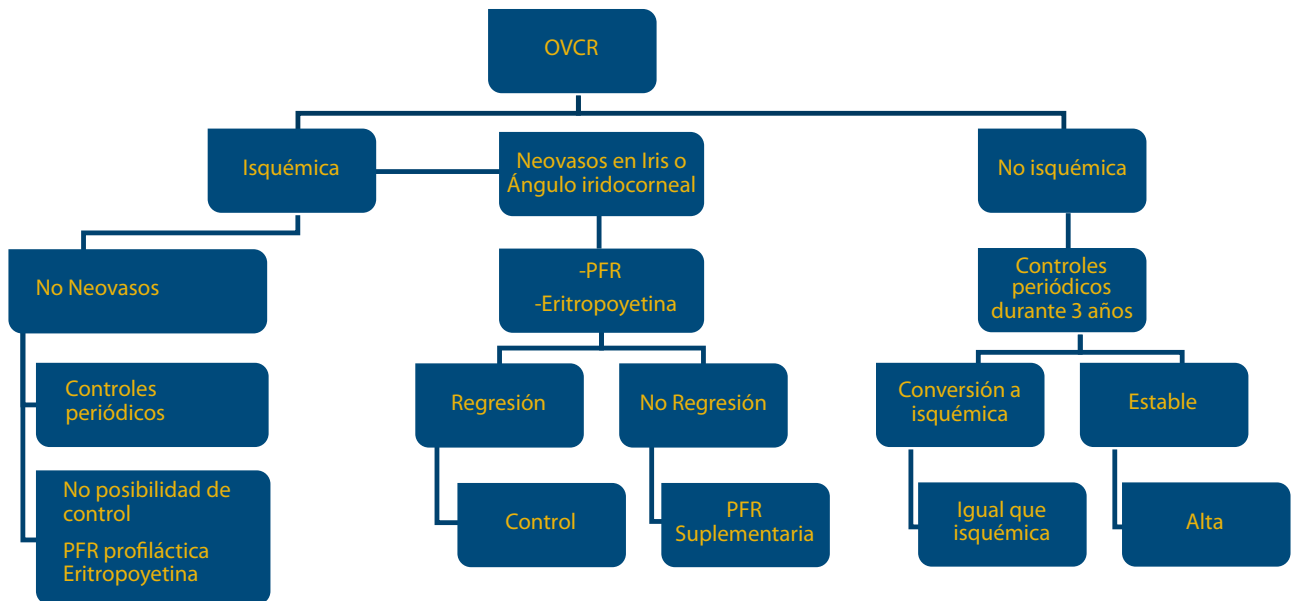 OVCR
Isquémica
Neovasos en Iris o
Ángulo iridocorneal
No isquémica
No Neovasos
-PFR
-Eritropoyetina
Controles
periódicos
durante 3 años
Controles
periódicos
Regresión
No Regresión
Conversión a
isquémica
Estable
No posibilidad de
control
PFR profiláctica
Eritropoyetina
Control
PFR
Suplementaria
Igual que
isquémica
Alta